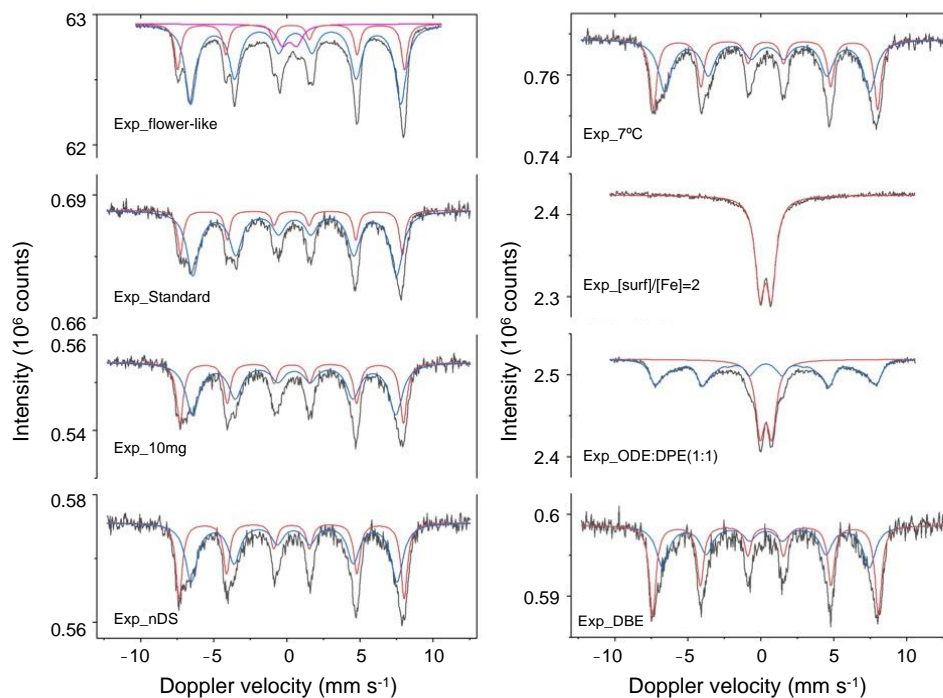 63
62
Exp_flower-like
0.69
0.66
Exp_Standard
0.56
0.54
Exp_10mg
0.58
0.56
Exp_nDS
-10
-5
0
5
10
Doppler velocity (mm s⁻¹)
Intensity (10⁶ counts)
0.76
0.74
Exp_7ºC
2.4
2.3
Exp_[surf]/[Fe]=2
2.5
2.4
Exp_ODE:DPE(1:1)
0.6
0.59
Exp_DBE
-10
-5
0
5
10
Doppler velocity (mm s⁻¹)
Intensity (10⁶ counts)